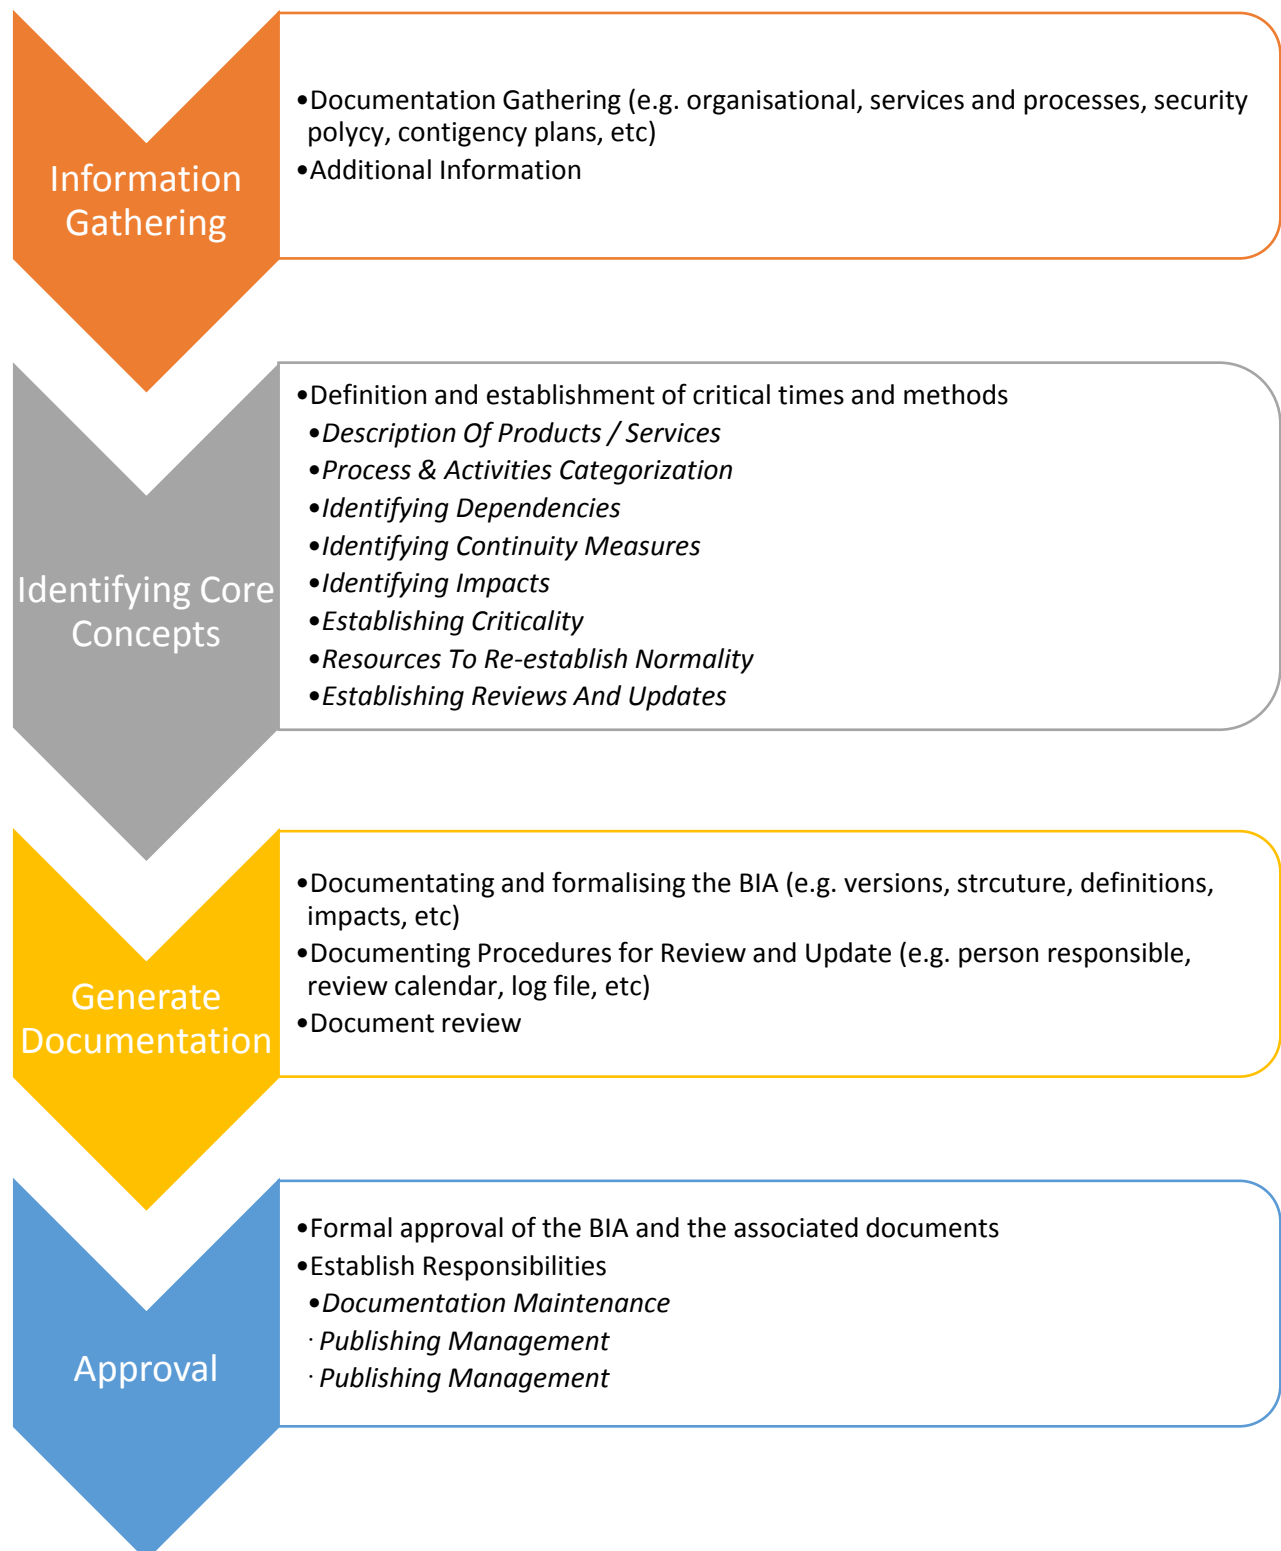 Information
Gathering
•Documentation Gathering (e.g. organisational, services and processes, security
polycy, contigency plans, etc)
•Additional Information
Identifying Core
Concepts
•Definition and establishment of critical times and methods
•Description Of Products / Services
•Process & Activities Categorization
•Identifying Dependencies
•Identifying Continuity Measures
•Identifying Impacts
•Establishing Criticality
•Resources To Re-establish Normality
•Establishing Reviews And Updates
Generate
Documentation
•Documentating and formalising the BIA (e.g. versions, strcuture, definitions,
impacts, etc)
•Documenting Procedures for Review and Update (e.g. person responsible,
review calendar, log file, etc)
•Document review
Approval
•Formal approval of the BIA and the associated documents
•Establish Responsibilities
•Documentation Maintenance
· Publishing Management
· Publishing Management